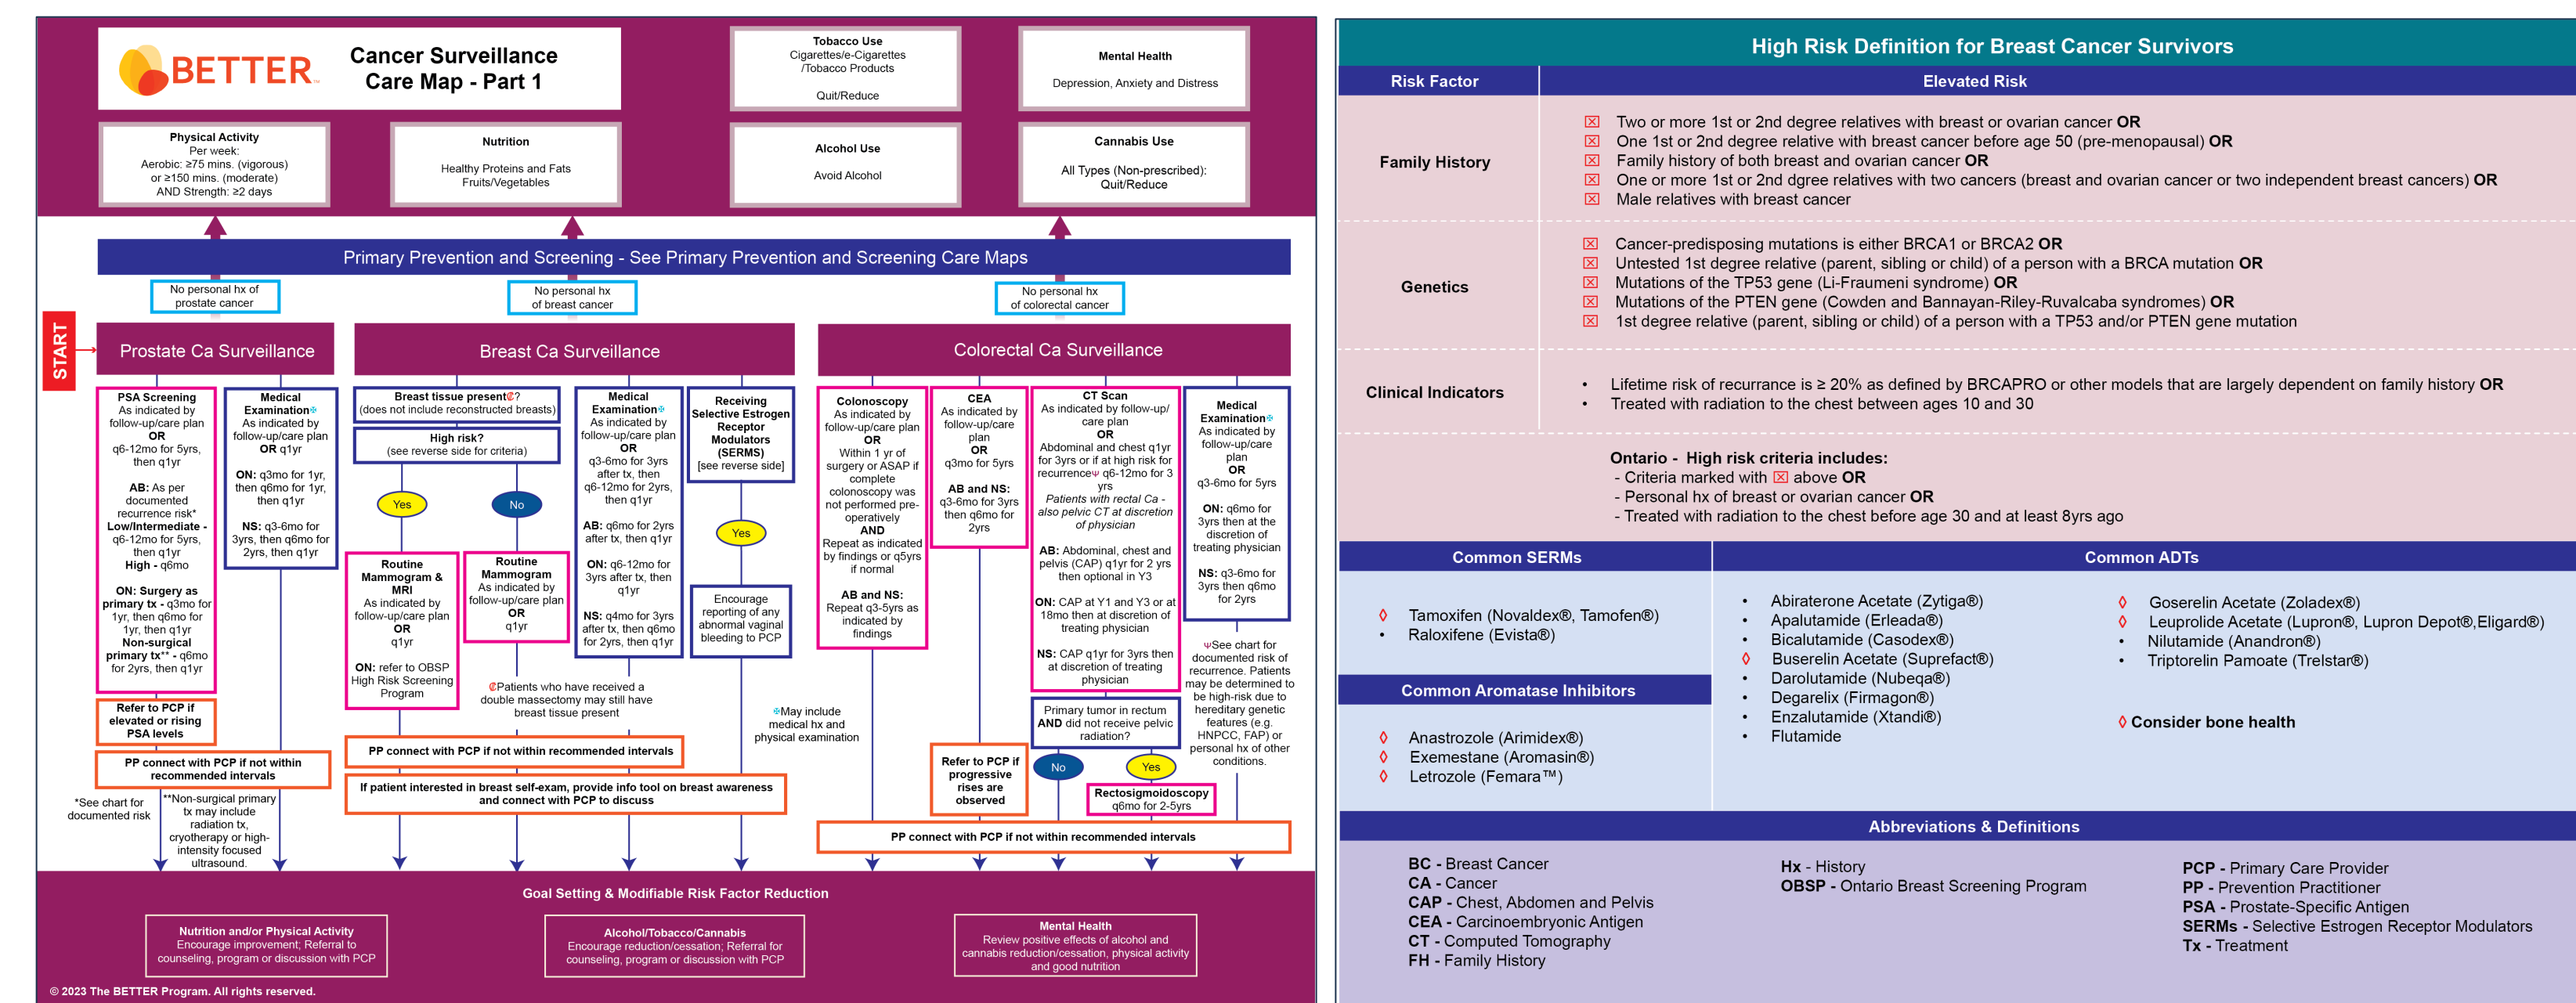 BETTER™
Cancer Surveillance
Care Map - Part 1
Tobacco Use
Cigarettes/e-Cigarettes
/Tobacco Products
Quit/Reduce
Mental Health
Depression, Anxiety and Distress
Physical Activity
Per week:
Aerobic: ≥75 mins. (vigorous)
or ≥150 mins. (moderate)
AND Strength: ≥2 days
Nutrition
Healthy Proteins and Fats
Fruits/Vegetables
Alcohol Use
Avoid Alcohol
Cannabis Use
All Types (Non-prescribed):
Quit/Reduce
Primary Prevention and Screening - See Primary Prevention and Screening Care Maps
No personal hx of
prostate cancer
No personal hx
of breast cancer
No personal hx
of colorectal cancer
START
Prostate Ca Surveillance
PSA Screening
As indicated by
follow-up/care plan
OR
q6-12mo for 5yrs,
then q1yr
AB: As per
documented
recurrence risk*
Low/Intermediate -
q6-12mo for 5yrs,
then q1yr
High - q6mo
ON: Surgery as
primary tx - q3mo for
1yr, then q6mo for
1yr, then q1yr
Non-surgical
primary tx** - q6mo
for 2yrs, then q1yr
Refer to PCP if
elevated or rising
PSA levels
Medical
Examination✠
As indicated by
follow-up/care plan
OR q1yr
ON: q3mo for 1yr,
then q6mo for 1yr,
then q1yr
NS: q3-6mo for
3yrs, then q6mo for
2yrs, then q1yr
PP connect with PCP if not within
recommended intervals
*See chart for
documented risk
**Non-surgical primary
tx may include
radiation tx,
cryotherapy or high-
intensity focused
ultrasound.
Breast Ca Surveillance
Breast tissue present₡?
(does not include reconstructed breasts)
High risk?
(see reverse side for criteria)
Yes
No
Routine
Mammogram &
MRI
As indicated by
follow-up/care plan
OR
q1yr
ON: refer to OBSP
High Risk Screening
Program
Routine
Mammogram
As indicated by
follow-up/care plan
OR
q1yr
₡Patients who have received a
double massectomy may still have
breast tissue present
Medical
Examination✠
As indicated by
follow-up/care plan
OR
q3-6mo for 3yrs
after tx, then
q6-12mo for 2yrs,
then q1yr
AB: q6mo for 2yrs
after tx, then q1yr
ON: q6-12mo for
3yrs after tx, then
q1yr
NS: q4mo for 3yrs
after tx, then q6mo
for 2yrs, then q1yr
Receiving
Selective Estrogen
Receptor
Modulators
(SERMS)
[see reverse side]
Yes
Encourage
reporting of any
abnormal vaginal
bleeding to PCP
✠May include
medical hx and
physical examination
PP connect with PCP if not within recommended intervals
If patient interested in breast self-exam, provide info tool on breast awareness
and connect with PCP to discuss
Colorectal Ca Surveillance
Colonoscopy
As indicated by
follow-up/care plan
OR
Within 1 yr of
surgery or ASAP if
complete
colonoscopy was
not performed pre-
operatively
AND
Repeat as indicated
by findings or q5yrs
if normal
AB and NS:
Repeat q3-5yrs as
indicated by
findings
CEA
As indicated by
follow-up/care
plan
OR
q3mo for 5yrs
AB and NS:
q3-6mo for 3yrs
then q6mo for
2yrs
Refer to PCP if
progressive
rises are
observed
CT Scan
As indicated by follow-up/
care plan
OR
Abdominal and chest q1yr
for 3yrs or if at high risk for
recurrenceΨ q6-12mo for 3
yrs
Patients with rectal Ca -
also pelvic CT at discretion
of physician
AB: Abdominal, chest and
pelvis (CAP) q1yr for 2 yrs
then optional in Y3
ON: CAP at Y1 and Y3 or at
18mo then at discretion of
treating physician
NS: CAP q1yr for 3yrs then
at discretion of treating
physician
Primary tumor in rectum
AND did not receive pelvic
radiation?
No
Yes
Rectosigmoidoscopy
q6mo for 2-5yrs
Medical
Examination✠
As indicated by
follow-up/care
plan
OR
q3-6mo for 5yrs
ON: q6mo for
3yrs then at the
discretion of
treating physician
NS: q3-6mo for
3yrs then q6mo
for 2yrs
ΨSee chart for
documented risk of
recurrence. Patients
may be determined to
be high-risk due to
hereditary genetic
features (e.g.
HNPCC, FAP) or
personal hx of other
conditions.
PP connect with PCP if not within recommended intervals
Goal Setting & Modifiable Risk Factor Reduction
Nutrition and/or Physical Activity
Encourage improvement; Referral to
counseling, program or discussion with PCP
Alcohol/Tobacco/Cannabis
Encourage reduction/cessation; Referral for
counseling, program or discussion with PCP
Mental Health
Review positive effects of alcohol and
cannabis reduction/cessation, physical activity
and good nutrition
© 2023 The BETTER Program. All rights reserved.
High Risk Definition for Breast Cancer Survivors
Risk Factor
Elevated Risk
Family History
☒ Two or more 1st or 2nd degree relatives with breast or ovarian cancer OR
☒ One 1st or 2nd degree relative with breast cancer before age 50 (pre-menopausal) OR
☒ Family history of both breast and ovarian cancer OR
☒ One or more 1st or 2nd dgree relatives with two cancers (breast and ovarian cancer or two independent breast cancers) OR
☒ Male relatives with breast cancer
Genetics
☒ Cancer-predisposing mutations is either BRCA1 or BRCA2 OR
☒ Untested 1st degree relative (parent, sibling or child) of a person with a BRCA mutation OR
☒ Mutations of the TP53 gene (Li-Fraumeni syndrome) OR
☒ Mutations of the PTEN gene (Cowden and Bannayan-Riley-Ruvalcaba syndromes) OR
☒ 1st degree relative (parent, sibling or child) of a person with a TP53 and/or PTEN gene mutation
Clinical Indicators
• Lifetime risk of recurrance is ≥ 20% as defined by BRCAPRO or other models that are largely dependent on family history OR
• Treated with radiation to the chest between ages 10 and 30
Ontario - High risk criteria includes:
- Criteria marked with ☒ above OR
- Personal hx of breast or ovarian cancer OR
- Treated with radiation to the chest before age 30 and at least 8yrs ago
Common SERMs
◊ Tamoxifen (Novaldex®, Tamofen®)
• Raloxifene (Evista®)
Common Aromatase Inhibitors
◊ Anastrozole (Arimidex®)
◊ Exemestane (Aromasin®)
◊ Letrozole (Femara™)
Common ADTs
• Abiraterone Acetate (Zytiga®)
• Apalutamide (Erleada®)
• Bicalutamide (Casodex®)
◊ Buserelin Acetate (Suprefact®)
• Darolutamide (Nubeqa®)
• Degarelix (Firmagon®)
• Enzalutamide (Xtandi®)
• Flutamide
◊ Goserelin Acetate (Zoladex®)
◊ Leuprolide Acetate (Lupron®, Lupron Depot®,Eligard®)
• Nilutamide (Anandron®)
• Triptorelin Pamoate (Trelstar®)
◊ Consider bone health
Abbreviations & Definitions
BC - Breast Cancer
CA - Cancer
CAP - Chest, Abdomen and Pelvis
CEA - Carcinoembryonic Antigen
CT - Computed Tomography
FH - Family History
Hx - History
OBSP - Ontario Breast Screening Program
PCP - Primary Care Provider
PP - Prevention Practitioner
PSA - Prostate-Specific Antigen
SERMs - Selective Estrogen Receptor Modulators
Tx - Treatment